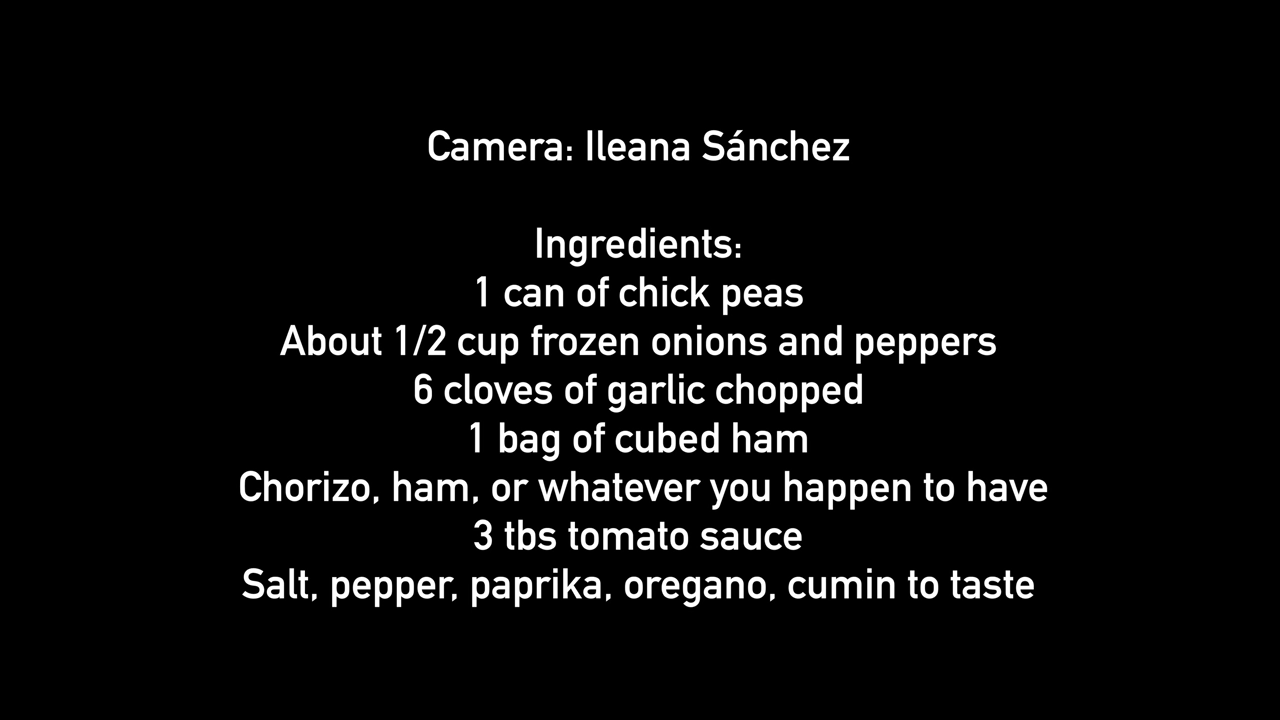 Camera: Ileana Sánchez
Ingredients:
1 can of chick peas
About 1/2 cup frozen onions and peppers
6 cloves of garlic chopped
1 bag of cubed ham
Chorizo, ham, or whatever you happen to have
3 tbs tomato sauce
Salt, pepper, paprika, oregano, cumin to taste